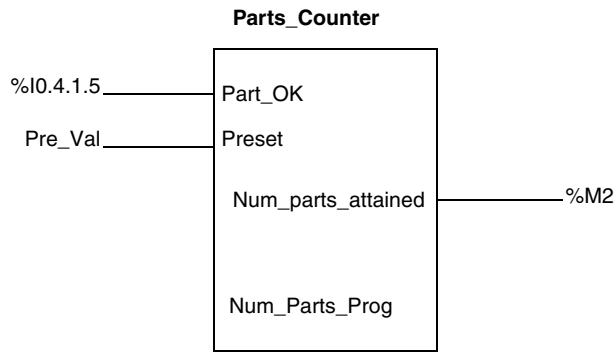 Parts_Counter
%I0.4.1.5
Part_OK
Pre_Val
Preset
Num_parts_attained
%M2
Num_Parts_Prog